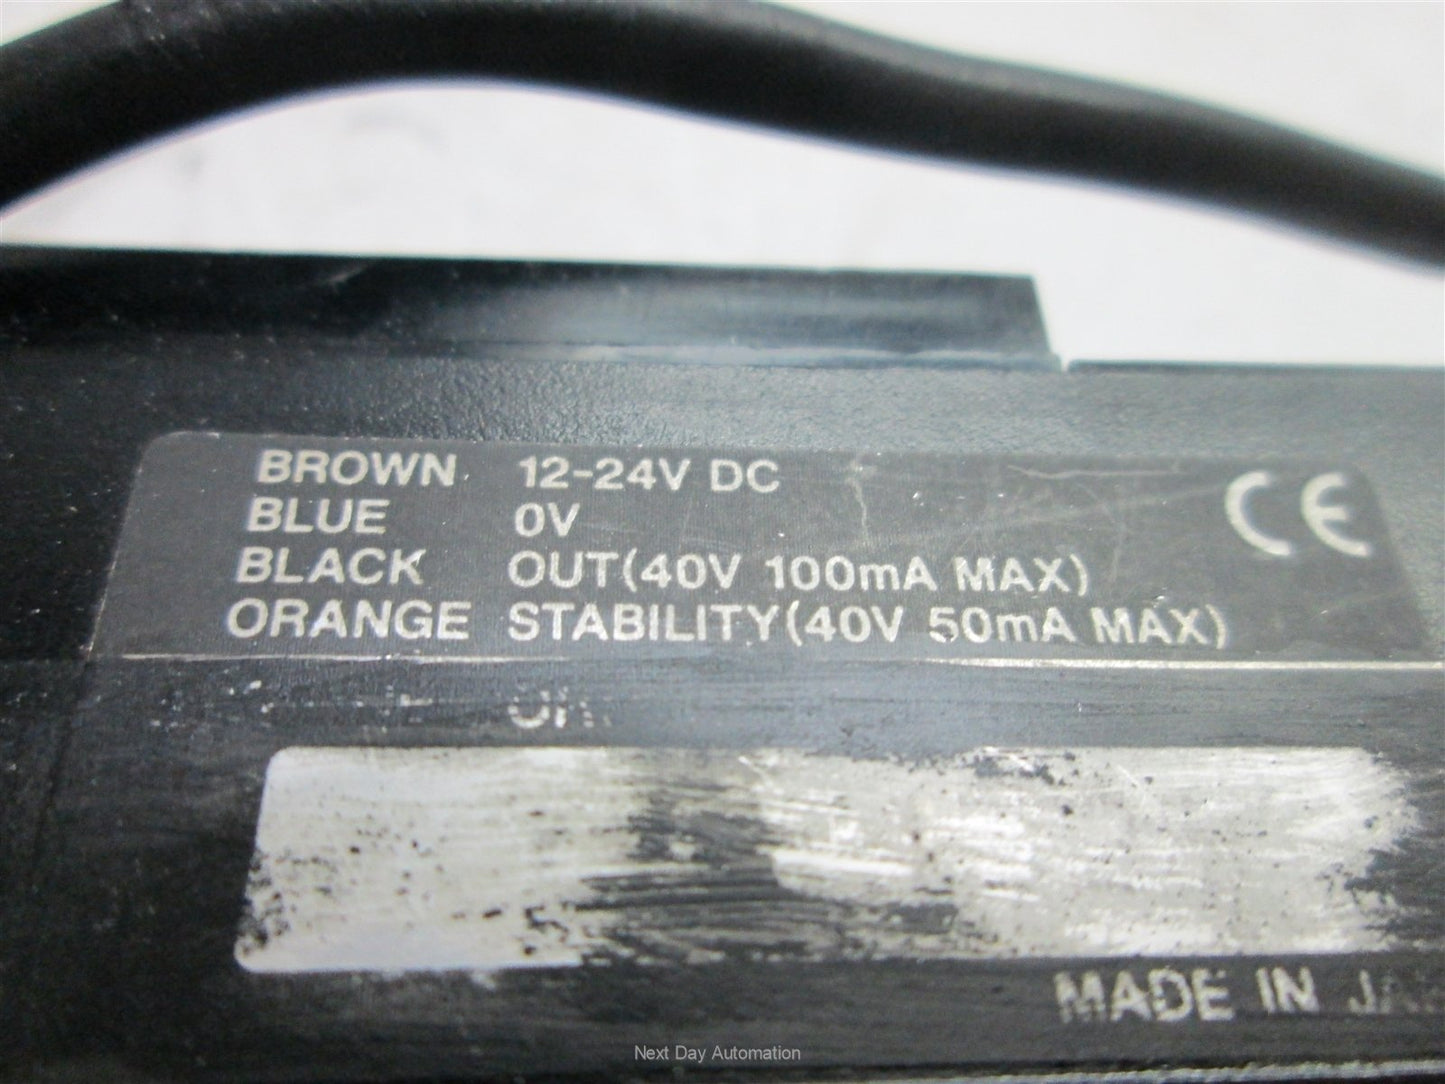 BROWN 12-24V DC
BLUE 0V
BLACK OUT(40V 100mA MAX)
ORANGE STABILITY(40V 50mA MAX)
CE
MADE IN
Next Day Automation